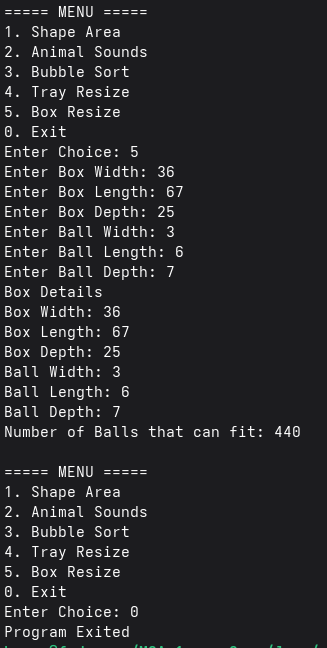 ===== MENU =====
1. Shape Area
2. Animal Sounds
3. Bubble Sort
4. Tray Resize
5. Box Resize
0. Exit
Enter Choice: 5
Enter Box Width: 36
Enter Box Length: 67
Enter Box Depth: 25
Enter Ball Width: 3
Enter Ball Length: 6
Enter Ball Depth: 7
Box Details
Box Width: 36
Box Length: 67
Box Depth: 25
Ball Width: 3
Ball Length: 6
Ball Depth: 7
Number of Balls that can fit: 440

===== MENU =====
1. Shape Area
2. Animal Sounds
3. Bubble Sort
4. Tray Resize
5. Box Resize
0. Exit
Enter Choice: 0
Program Exited